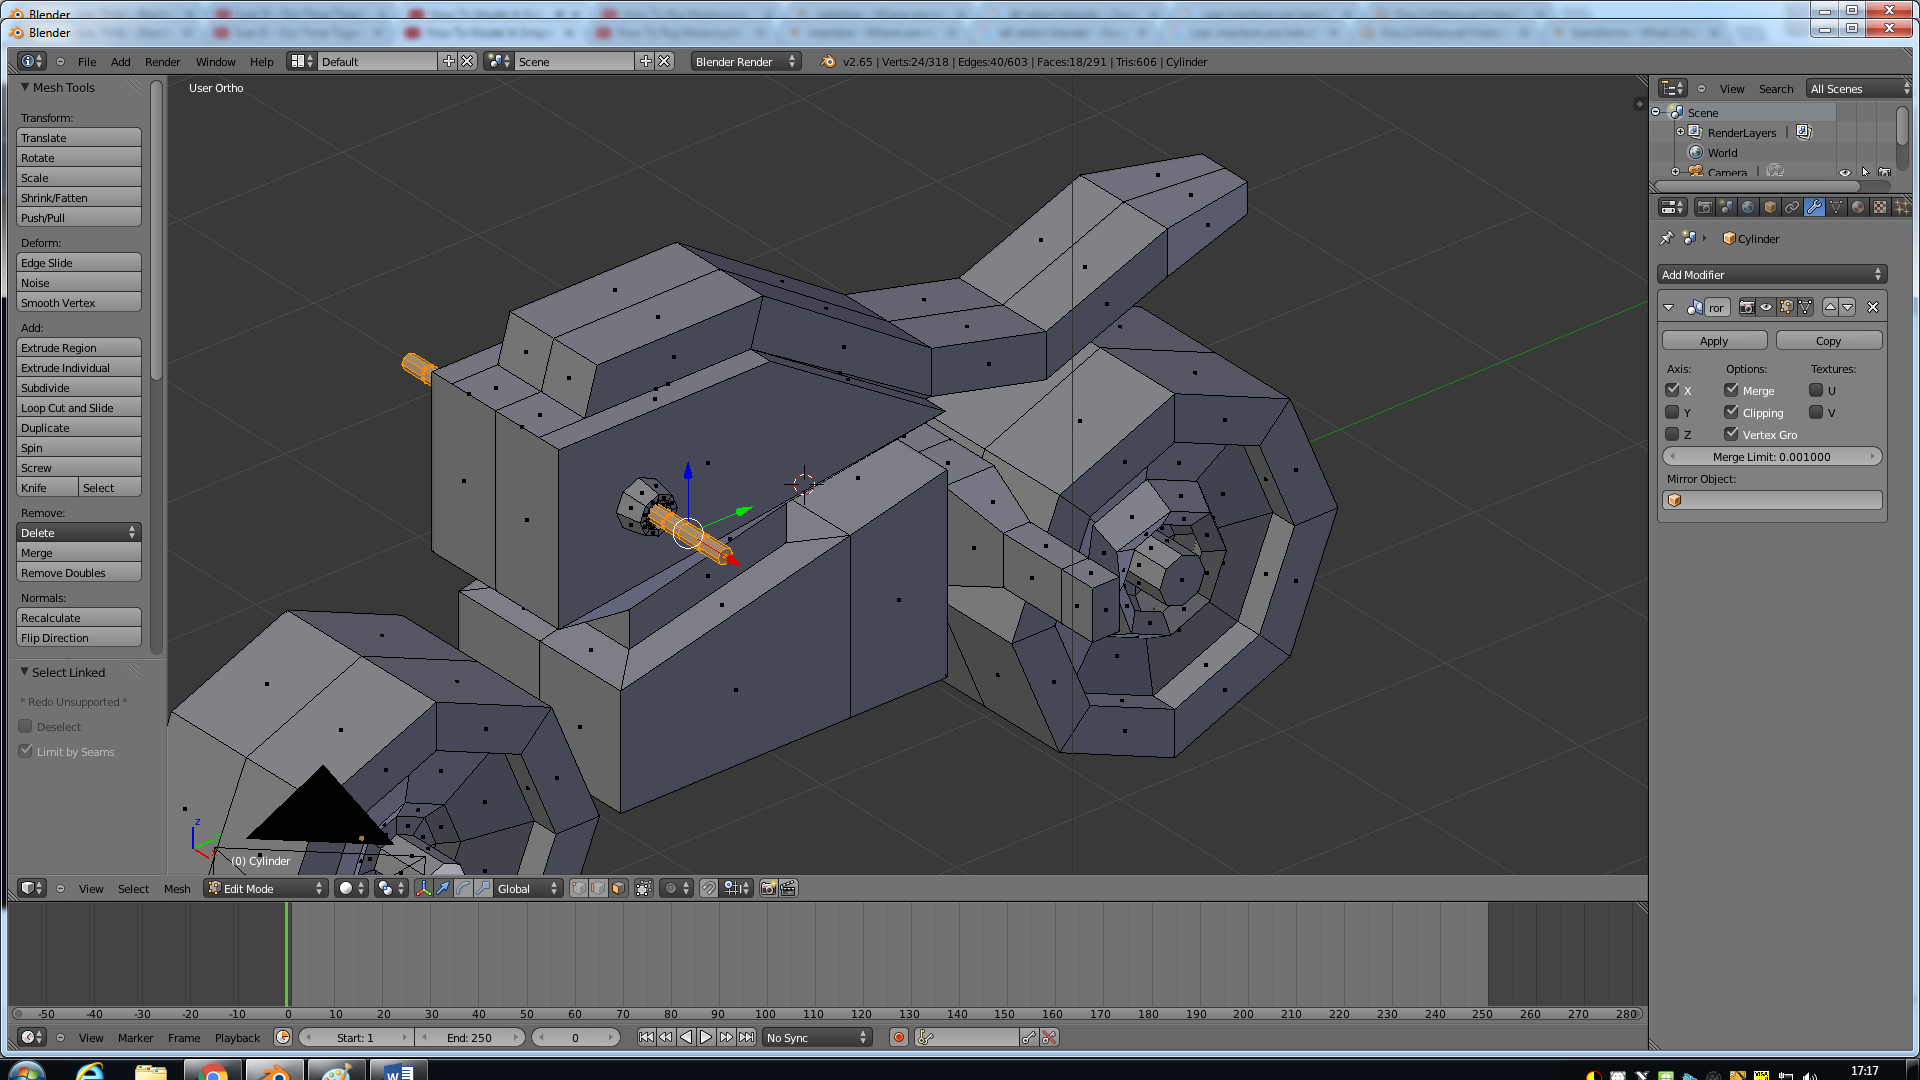 Blender
Blender
File Add Render Window Help Default Scene Blender Render v2.65 | Verts:24/318 | Edges:40/603 | Faces:18/291 | Tris:606 | Cylinder
Mesh Tools
Transform:
Translate
Rotate
Scale
Shrink/Fatten
Push/Pull
Deform:
Edge Slide
Noise
Smooth Vertex
Add:
Extrude Region
Extrude Individual
Subdivide
Loop Cut and Slide
Duplicate
Spin
Screw
Knife Select
Remove:
Delete
Merge
Remove Doubles
Normals:
Recalculate
Flip Direction
Select Linked
* Redo Unsupported *
Deselect
Limit by Seams
User Ortho
z
(0) Cylinder
View Search All Scenes
Scene
RenderLayers
World
Camera
Cylinder
Add Modifier
ror
Apply Copy
Axis: Options: Textures:
X Merge U
Y Clipping V
Z Vertex Gro
Merge Limit: 0.001000
Mirror Object:
View Select Mesh Edit Mode Global
-50 -40 -30 -20 -10 0 10 20 30 40 50 60 70 80 90 100 110 120 130 140 150 160 170 180 190 200 210 220 230 240 250 260 270 280
View Marker Frame Playback Start: 1 End: 250 0 No Sync
17:17